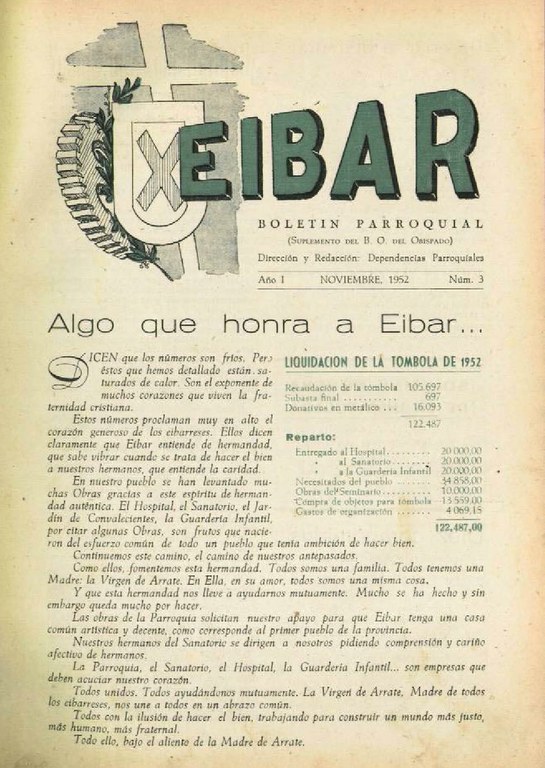 EIBAR
BOLETIN PARROQUIAL
(SUPLEMENTO DEL B. O. DEL OBISPADO)
Dirección y Redacción: Dependencias Parroquiales
Año I NOVIEMBRE, 1952 Núm. 3
Algo que honra a Eibar...
DICEN que los números son fríos. Pero
éstos que hemos detallado están sa-
turados de calor. Son el exponente de
muchos corazones que viven la fra-
ternidad cristiana.
Estos números proclaman muy en alto el
corazón generoso de los eibarreses. Ellos dicen
claramente que Eibar entiende de hermandad,
que sabe vibrar cuando se trata de hacer el bien
a nuestros hermanos, que entiende la caridad.
En nuestro pueblo se han levantado mu-
chas Obras gracias a este espíritu de herman-
dad auténtica. El Hospital, el Sanatorio, el Jar-
dín de Convalecientes, la Guardería Infantil,
por citar algunas Obras, son frutos que nacie-
ron del esfuerzo común de todo un pueblo que tenía ambición de hacer bien.
Continuemos este camino, el camino de nuestros antepasados.
Como ellos, fomentemos esta hermandad. Todos somos una familia. Todos tenemos una
Madre: la Virgen de Arrate. En Ella, en su amor, todos somos una misma cosa.
Y que esta hermandad nos lleve a ayudarnos mutuamente. Mucho se ha hecho y sin
embargo queda mucho por hacer.
Las obras de la Parroquia solicitan nuestro apoyo para que Eibar tenga una casa
común artística y decente, como corresponde al primer pueblo de la provincia.
Nuestros hermanos del Sanatorio se dirigen a nosotros pidiendo comprensión y cariño
afectivo de hermanos.
La Parroquia, el Sanatorio, el Hospital, la Guardería Infantil... son empresas que
deben acuciar nuestro corazón.
Todos unidos. Todos ayudándonos mutuamente. La Virgen de Arrate, Madre de todos
los eibarreses, nos une a todos en un abrazo común.
Todos con la ilusión de hacer el bien, trabajando para construir un mundo más justo,
más humano, más fraternal.
Todo ello, bajo el aliento de la Madre de Arrate.
LIQUIDACION DE LA TOMBOLA DE 1952
Recaudación de la tómbola 105.697
Subasta final ........... 697
Donativos en metálico ... 16.093
122.487
Reparto:
Entregado al Hospital........ 20.000,00
" al Sanatorio........ 20.000,00
" a la Guardería Infantil 20.000,00
Necesitados del pueblo ...... 34.858,00
Obras del Seminario......... 10.000,00
Compra de objetos para tómbola 13.559,00
Gastos de organización ...... 4.069,15
122.487,00